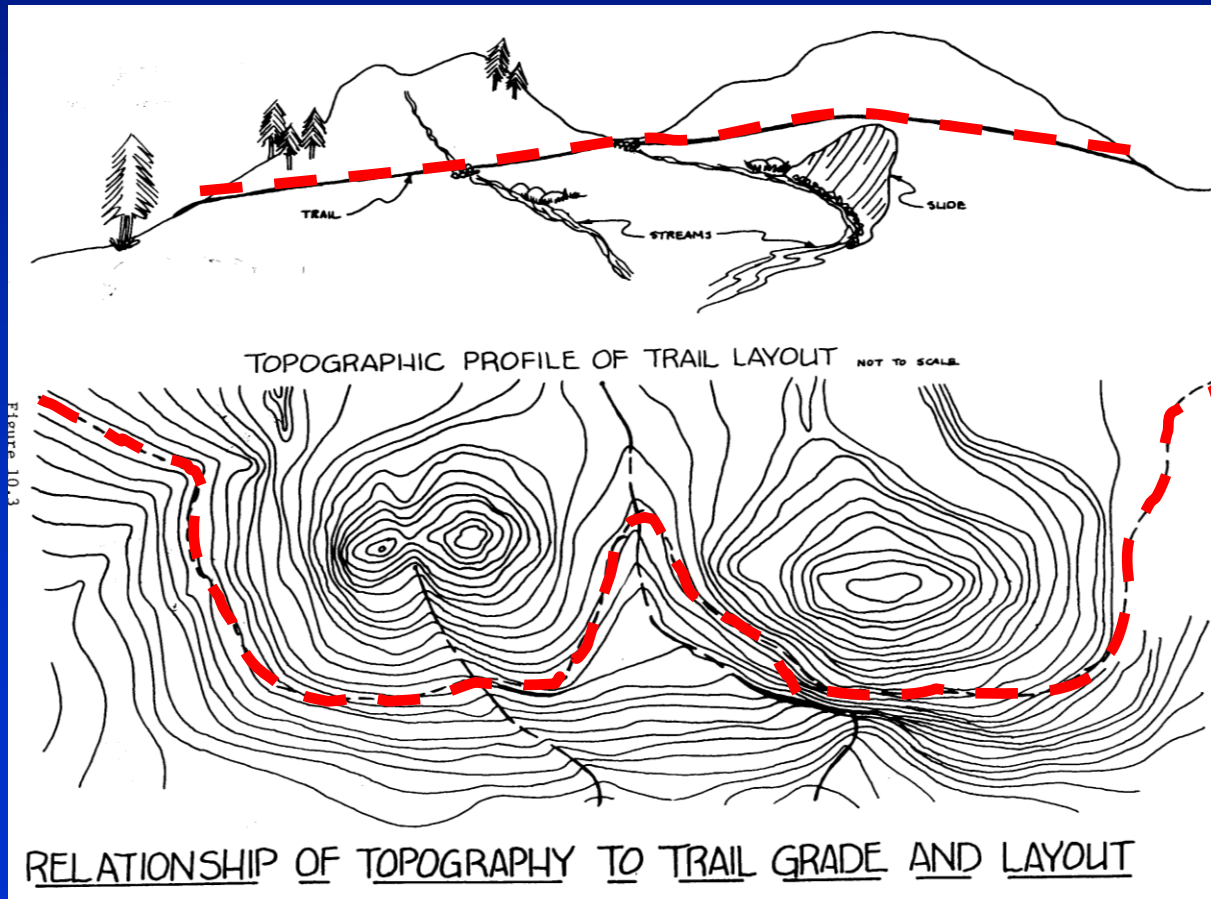 TRAIL
STREAMS
SLIDE
TOPOGRAPHIC PROFILE OF TRAIL LAYOUT NOT TO SCALE
Figure 10.3
RELATIONSHIP OF TOPOGRAPHY TO TRAIL GRADE AND LAYOUT